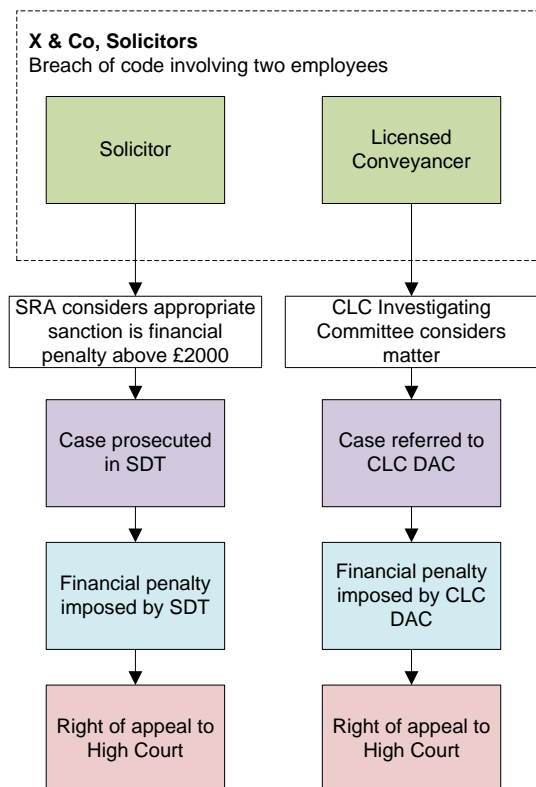 X & Co, Solicitors
Breach of code involving two employees
Solicitor
Licensed
Conveyancer
SRA considers appropriate
sanction is financial
penalty above £2000
CLC Investigating
Committee considers
matter
Case prosecuted
in SDT
Case referred to
CLC DAC
Financial penalty
imposed by SDT
Financial penalty
imposed by CLC
DAC
Right of appeal to
High Court
Right of appeal to
High Court